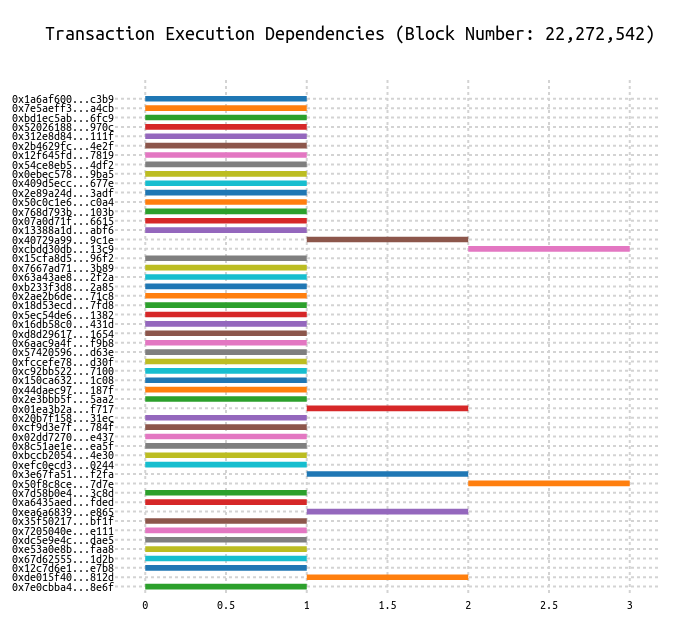 Transaction Execution Dependencies (Block Number: 22,272,542)
0x1a6af600...c3b9
0x7e5aeff3...a4cb
0xbd1ec5ab...6fc9
0x52026188...970c
0x312e8d84...111f
0x2b4629fc...4e2f
0x12f645fd...7819
0x54ce8eb5...4df2
0x0ebec578...9ba5
0x409d5ecc...677e
0x2e89a24d...3adf
0x50c0c1e6...c0a4
0x768d793b...103b
0x07a0d71f...6615
0x13388a1d...abf6
0x40729a99...9c1e
0xcbdd30db...13c9
0x15cfa8d5...96f2
0x7667ad71...3b89
0x63a43ae8...2f2a
0xb233f3d8...2a85
0x2ae2b6de...71c8
0x18d53ecd...7fd8
0x5ec54de6...1382
0x16db58c0...431d
0xd8d29617...1654
0x6aac9a4f...f9b8
0x57420596...d63e
0xfccefe78...d30f
0xc92bb522...7100
0x150ca632...1c08
0x44daec97...187f
0x2e3bbb5f...5aa2
0x01ea3b2a...f717
0x20b7f158...31ec
0xcf9d3e7f...784f
0x02dd7270...e437
0x8c51ae1e...ea5f
0xbccb2054...4e30
0xefc0ecd3...0244
0x3e67fa51...f2fa
0x50f8c8ce...7d7e
0x7d58b0e4...3c8d
0xa6435aed...fded
0xea6a6839...e865
0x35f50217...bf1f
0x7205040e...e111
0xdc5e9e4c...dae5
0xe53a0e8b...faa8
0x67d62555...1d2b
0x12c7d6e1...e7b8
0xde015f40...812d
0x7e0cbba4...8e6f
0 0.5 1 1.5 2 2.5 3